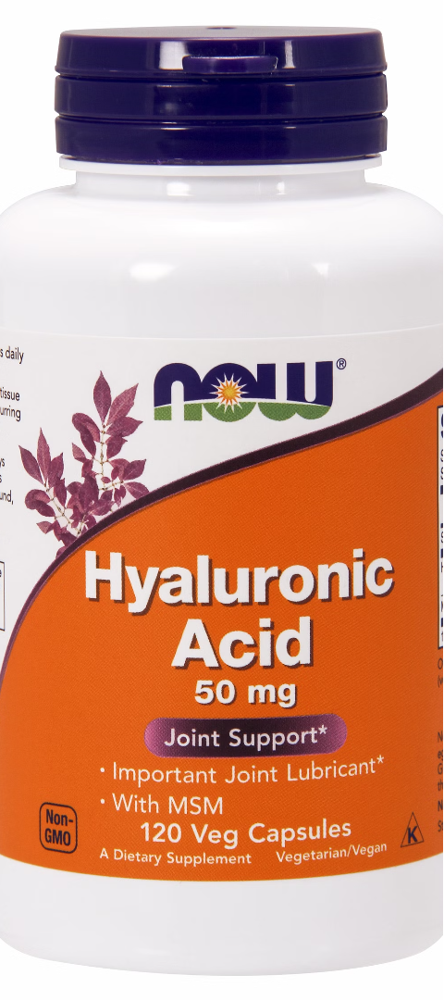 s daily
tissue
urring
und,
now®
Hyaluronic
Acid
50 mg
Joint Support*
• Important Joint Lubricant*
• With MSM
120 Veg Capsules
Non-
GMO
A Dietary Supplement Vegetarian/Vegan
K